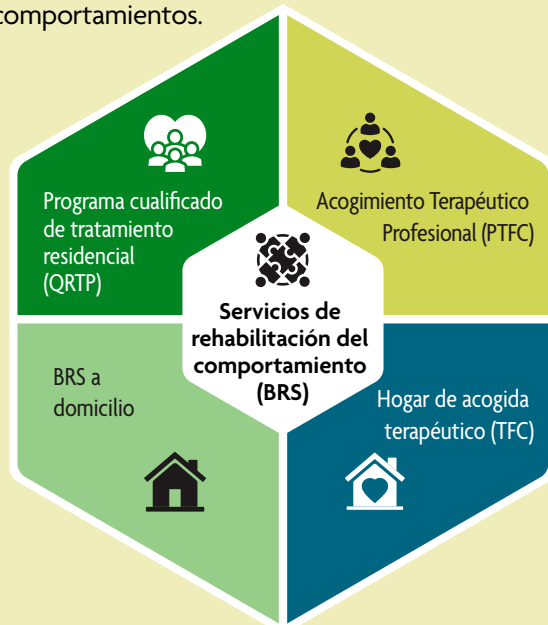 comportamientos.
Programa cualificado
de tratamiento
residencial
(QRTP)
Acogimiento Terapéutico
Profesional (PTFC)
Servicios de
rehabilitación del
comportamiento
(BRS)
BRS a
domicilio
Hogar de acogida
terapéutico (TFC)